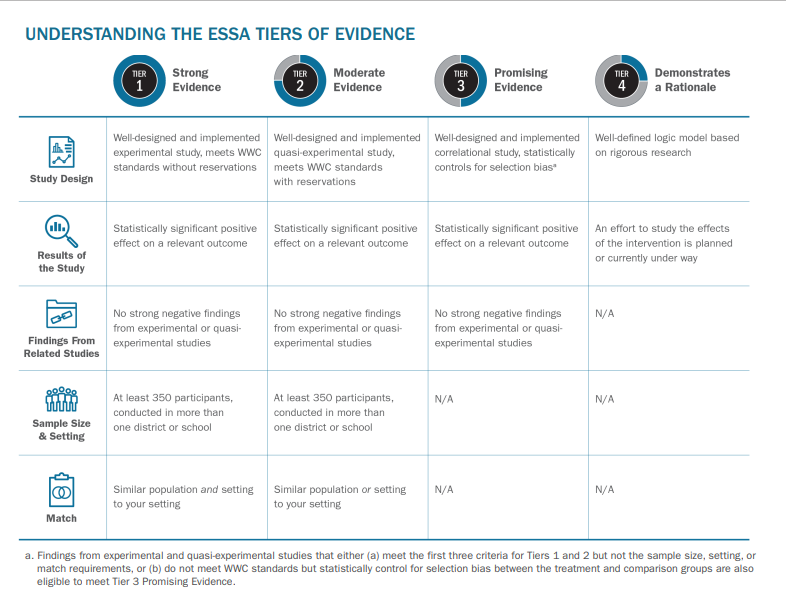 UNDERSTANDING THE ESSA TIERS OF EVIDENCE
TIER
1
Strong
Evidence
TIER
2
Moderate
Evidence
TIER
3
Promising
Evidence
TIER
4
Demonstrates
a Rationale
Study Design
Well-designed and implemented
experimental study, meets WWC
standards without reservations
Well-designed and implemented
quasi-experimental study,
meets WWC standards
with reservations
Well-designed and implemented
correlational study, statistically
controls for selection biasᵃ
Well-defined logic model based
on rigorous research
Results of
the Study
Statistically significant positive
effect on a relevant outcome
Statistically significant positive
effect on a relevant outcome
Statistically significant positive
effect on a relevant outcome
An effort to study the effects
of the intervention is planned
or currently under way
Findings From
Related Studies
No strong negative findings
from experimental or quasi-
experimental studies
No strong negative findings
from experimental or quasi-
experimental studies
No strong negative findings
from experimental or quasi-
experimental studies
N/A
Sample Size
& Setting
At least 350 participants,
conducted in more than
one district or school
At least 350 participants,
conducted in more than
one district or school
N/A
N/A
Match
Similar population and setting
to your setting
Similar population or setting
to your setting
N/A
N/A
a. Findings from experimental and quasi-experimental studies that either (a) meet the first three criteria for Tiers 1 and 2 but not the sample size, setting, or
match requirements, or (b) do not meet WWC standards but statistically control for selection bias between the treatment and comparison groups are also
eligible to meet Tier 3 Promising Evidence.